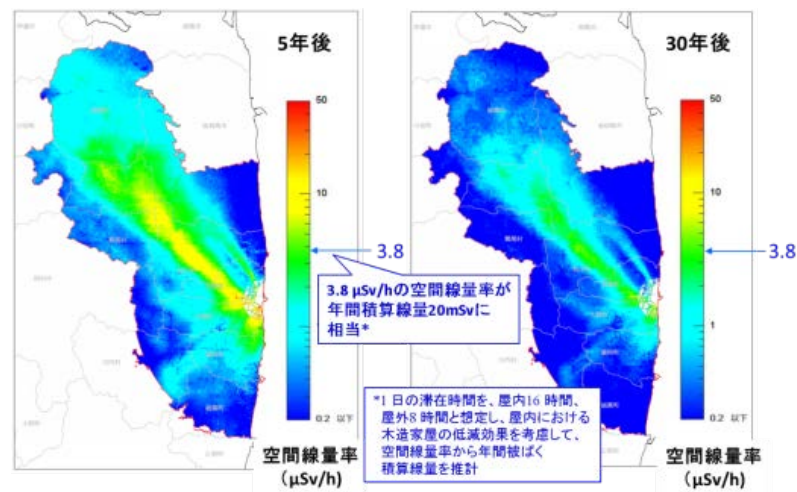 5年後
50
10
3.8
1
0.2 以下
空間線量率
(μSv/h)
3.8 μSv/hの空間線量率が
年間積算線量20mSvに
相当*
30年後
50
10
3.8
1
0.2 以下
空間線量率
(μSv/h)
*1 日の滞在時間を、屋内16 時間、
屋外8 時間と想定し、屋内における
木造家屋の低減効果を考慮して、
空間線量率から年間被ばく
積算線量を推計